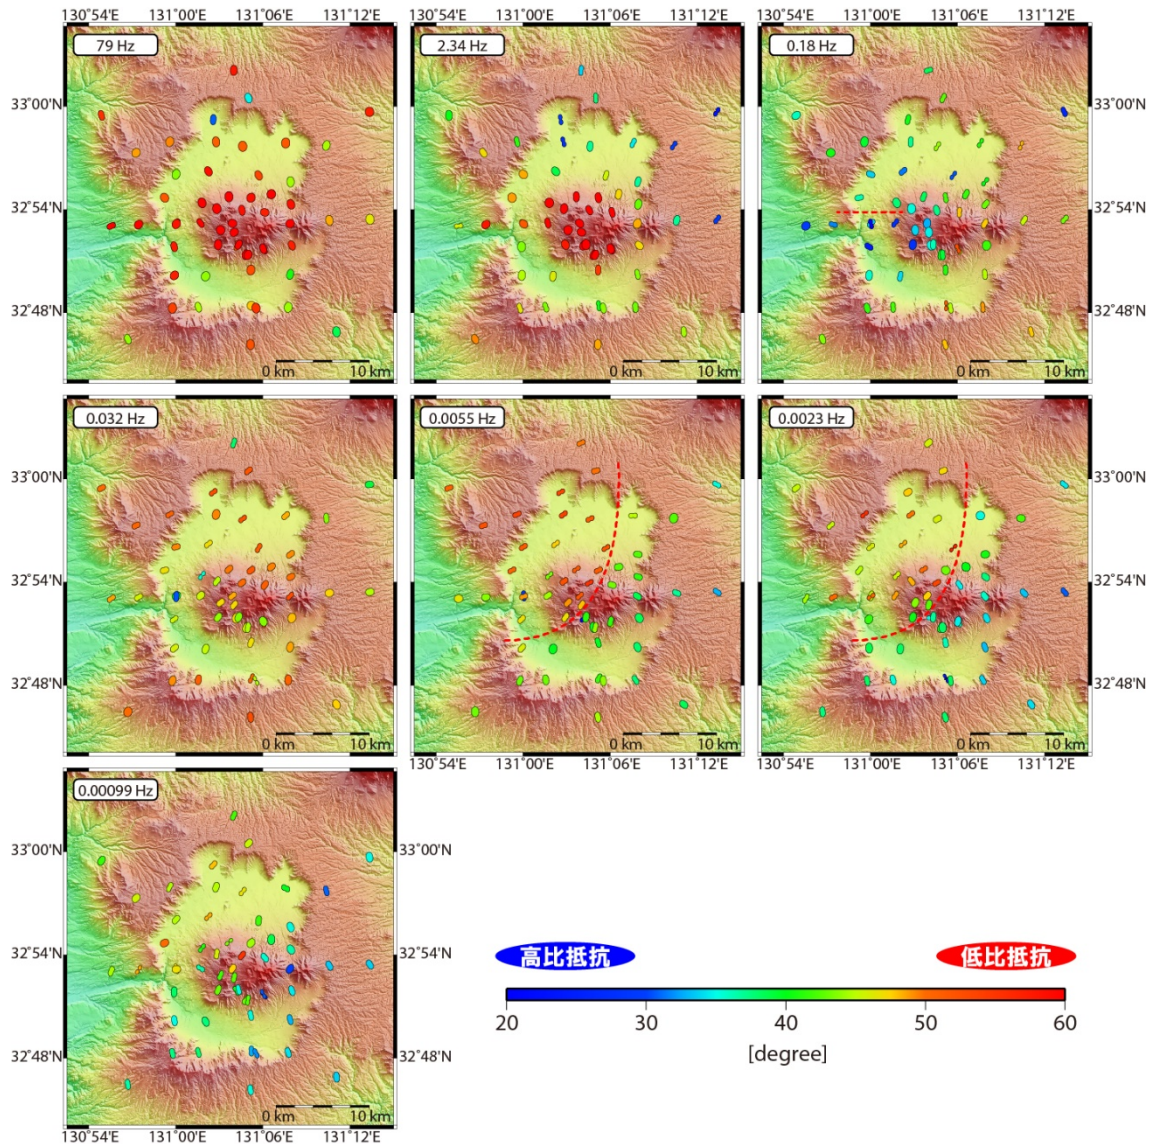 130˚54'E 131˚00'E 131˚06'E 131˚12'E 130˚54'E 131˚00'E 131˚06'E 131˚12'E
79 Hz 2.34 Hz 0.18 Hz
33˚00'N 33˚00'N
32˚54'N 32˚54'N
32˚48'N 32˚48'N
0 km 10 km 0 km 10 km 0 km 10 km
0.032 Hz 0.0055 Hz 0.0023 Hz
33˚00'N 33˚00'N
32˚54'N 32˚54'N
32˚48'N 32˚48'N
0 km 10 km 0 km 10 km 0 km 10 km
130˚54'E 131˚00'E 131˚06'E 131˚12'E 130˚54'E 131˚00'E 131˚06'E 131˚12'E
0.00099 Hz
33˚00'N 33˚00'N
32˚54'N 32˚54'N
32˚48'N 32˚48'N
0 km 10 km
130˚54'E 131˚00'E 131˚06'E 131˚12'E
高比抵抗 低比抵抗
20 30 40 50 60
[degree]